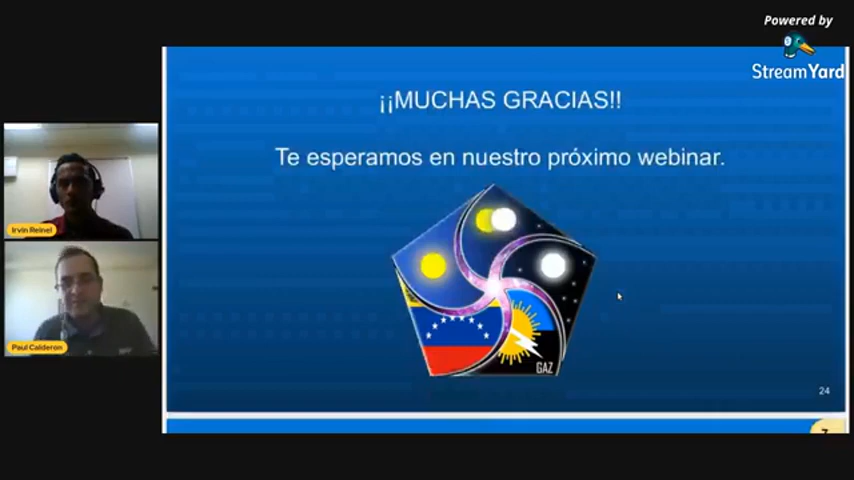 Powered by
StreamYard
¡¡MUCHAS GRACIAS!!
Te esperamos en nuestro próximo webinar.
Irvin Reinel
Paul Calderon
GAZ
24